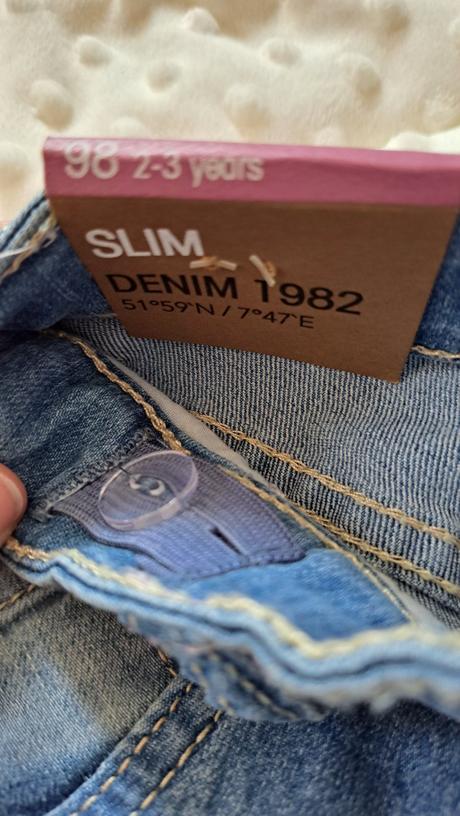 98 2-3 years
SLIM
DENIM 1982
51°59`N / 7°47`E